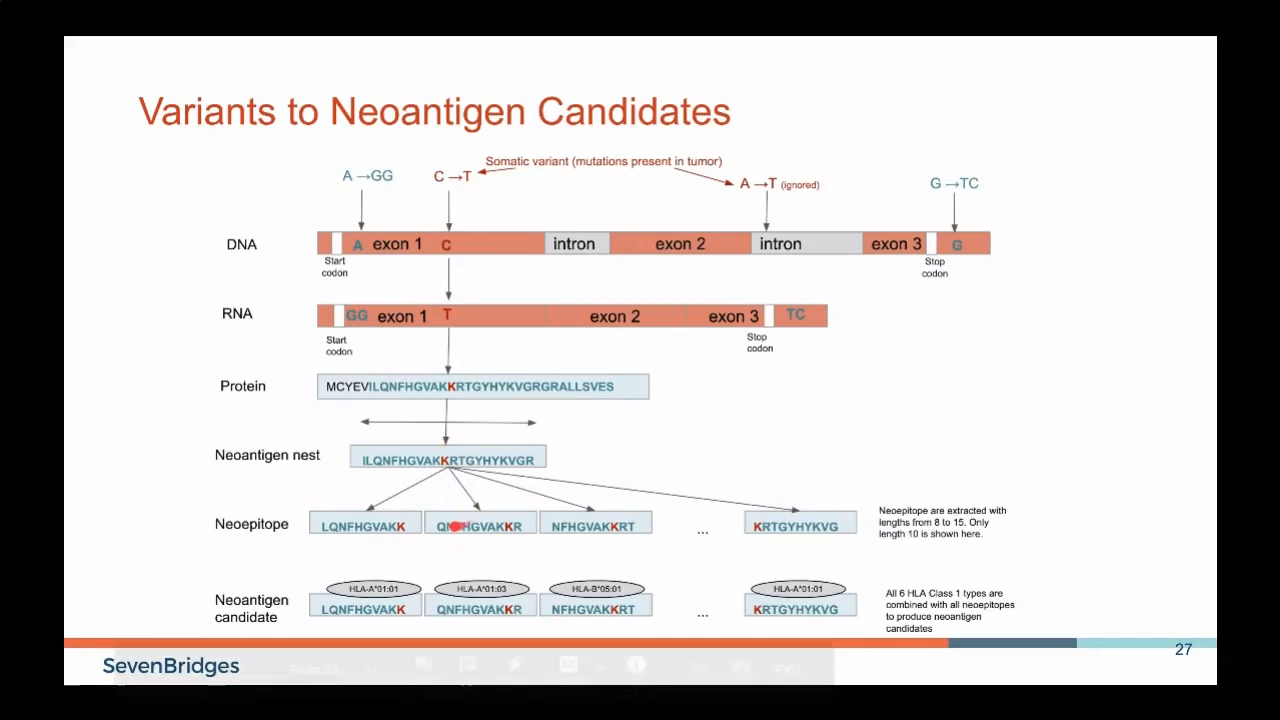 Variants to Neoantigen Candidates
Somatic variant (mutations present in tumor)
A →GG
C →T
A →T (ignored)
G →TC
DNA
A exon 1 C
intron
exon 2
intron
exon 3
G
Start
codon
Stop
codon
RNA
GG exon 1 T
exon 2
exon 3
TC
Start
codon
Stop
codon
Protein
MCYEVILQNFHGVAKKRTGYHYKVGRGRALLSVES
Neoantigen nest
ILQNFHGVAKKRTGYHYKVGR
Neoepitope
LQNFHGVAKK
QNFHGVAKKR
NFHGVAKKRT
...
KRTGYHYKVG
Neoepitope are extracted with
lengths from 8 to 15. Only
length 10 is shown here.
HLA-A*01:01
HLA-A*01:03
HLA-B*05:01
HLA-A*01:01
Neoantigen
candidate
LQNFHGVAKK
QNFHGVAKKR
NFHGVAKKRT
...
KRTGYHYKVG
All 6 HLA Class 1 types are
combined with all neoepitopes
to produce neoantigen
candidates
27
SevenBridges